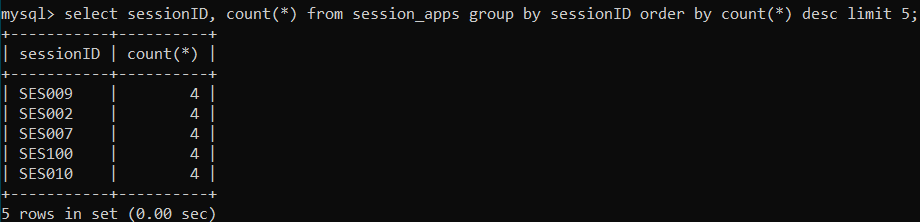 mysql> select sessionID, count(*) from session_apps group by sessionID order by count(*) desc limit 5;
+-----------+----------+
| sessionID | count(*) |
+-----------+----------+
| SES009    |        4 |
| SES002    |        4 |
| SES007    |        4 |
| SES100    |        4 |
| SES010    |        4 |
+-----------+----------+
5 rows in set (0.00 sec)